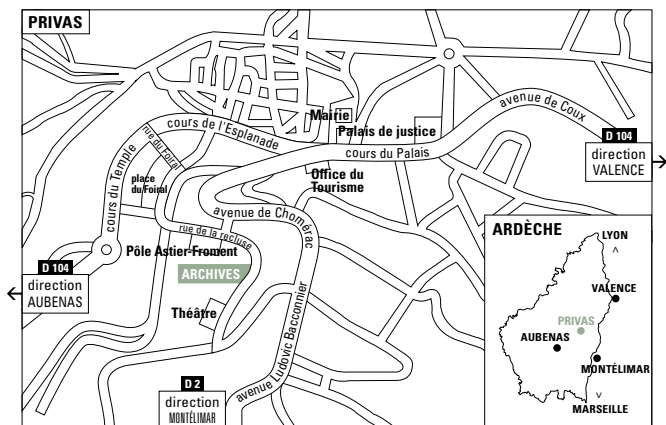 PRIVAS
Mairie
Palais de justice
avenue de Coux
D 104
direction
VALENCE
cours de l'Esplanade
cours du Palais
rue du Foiral
cours du Temple
place
du Foiral
Office du
Tourisme
avenue de Chomérac
rue de la recluse
Pôle Astier-Froment
ARCHIVES
D 104
direction
AUBENAS
Théâtre
avenue Ludovic Bacconnier
D 2
direction
MONTÉLIMAR
ARDÈCHE
LYON
VALENCE
PRIVAS
AUBENAS
MONTÉLIMAR
MARSEILLE